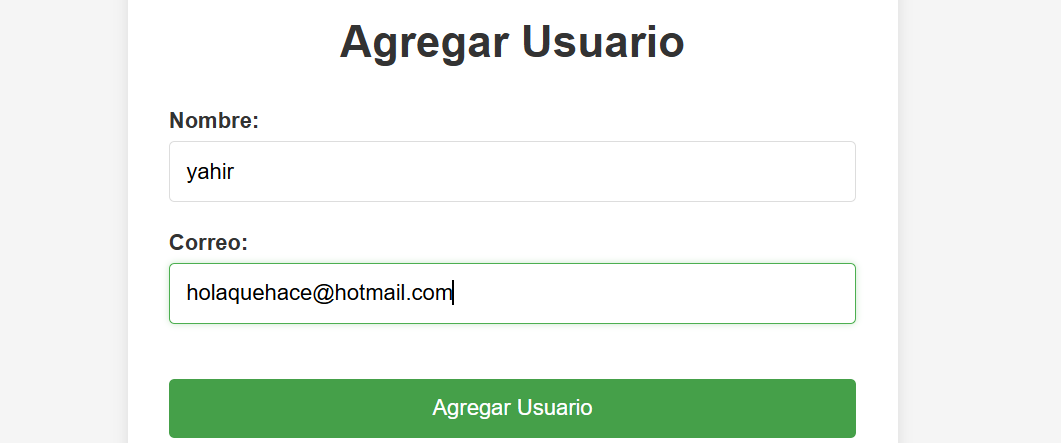 Agregar Usuario
Nombre:
yahir
Correo:
holaquehace@hotmail.com
Agregar Usuario